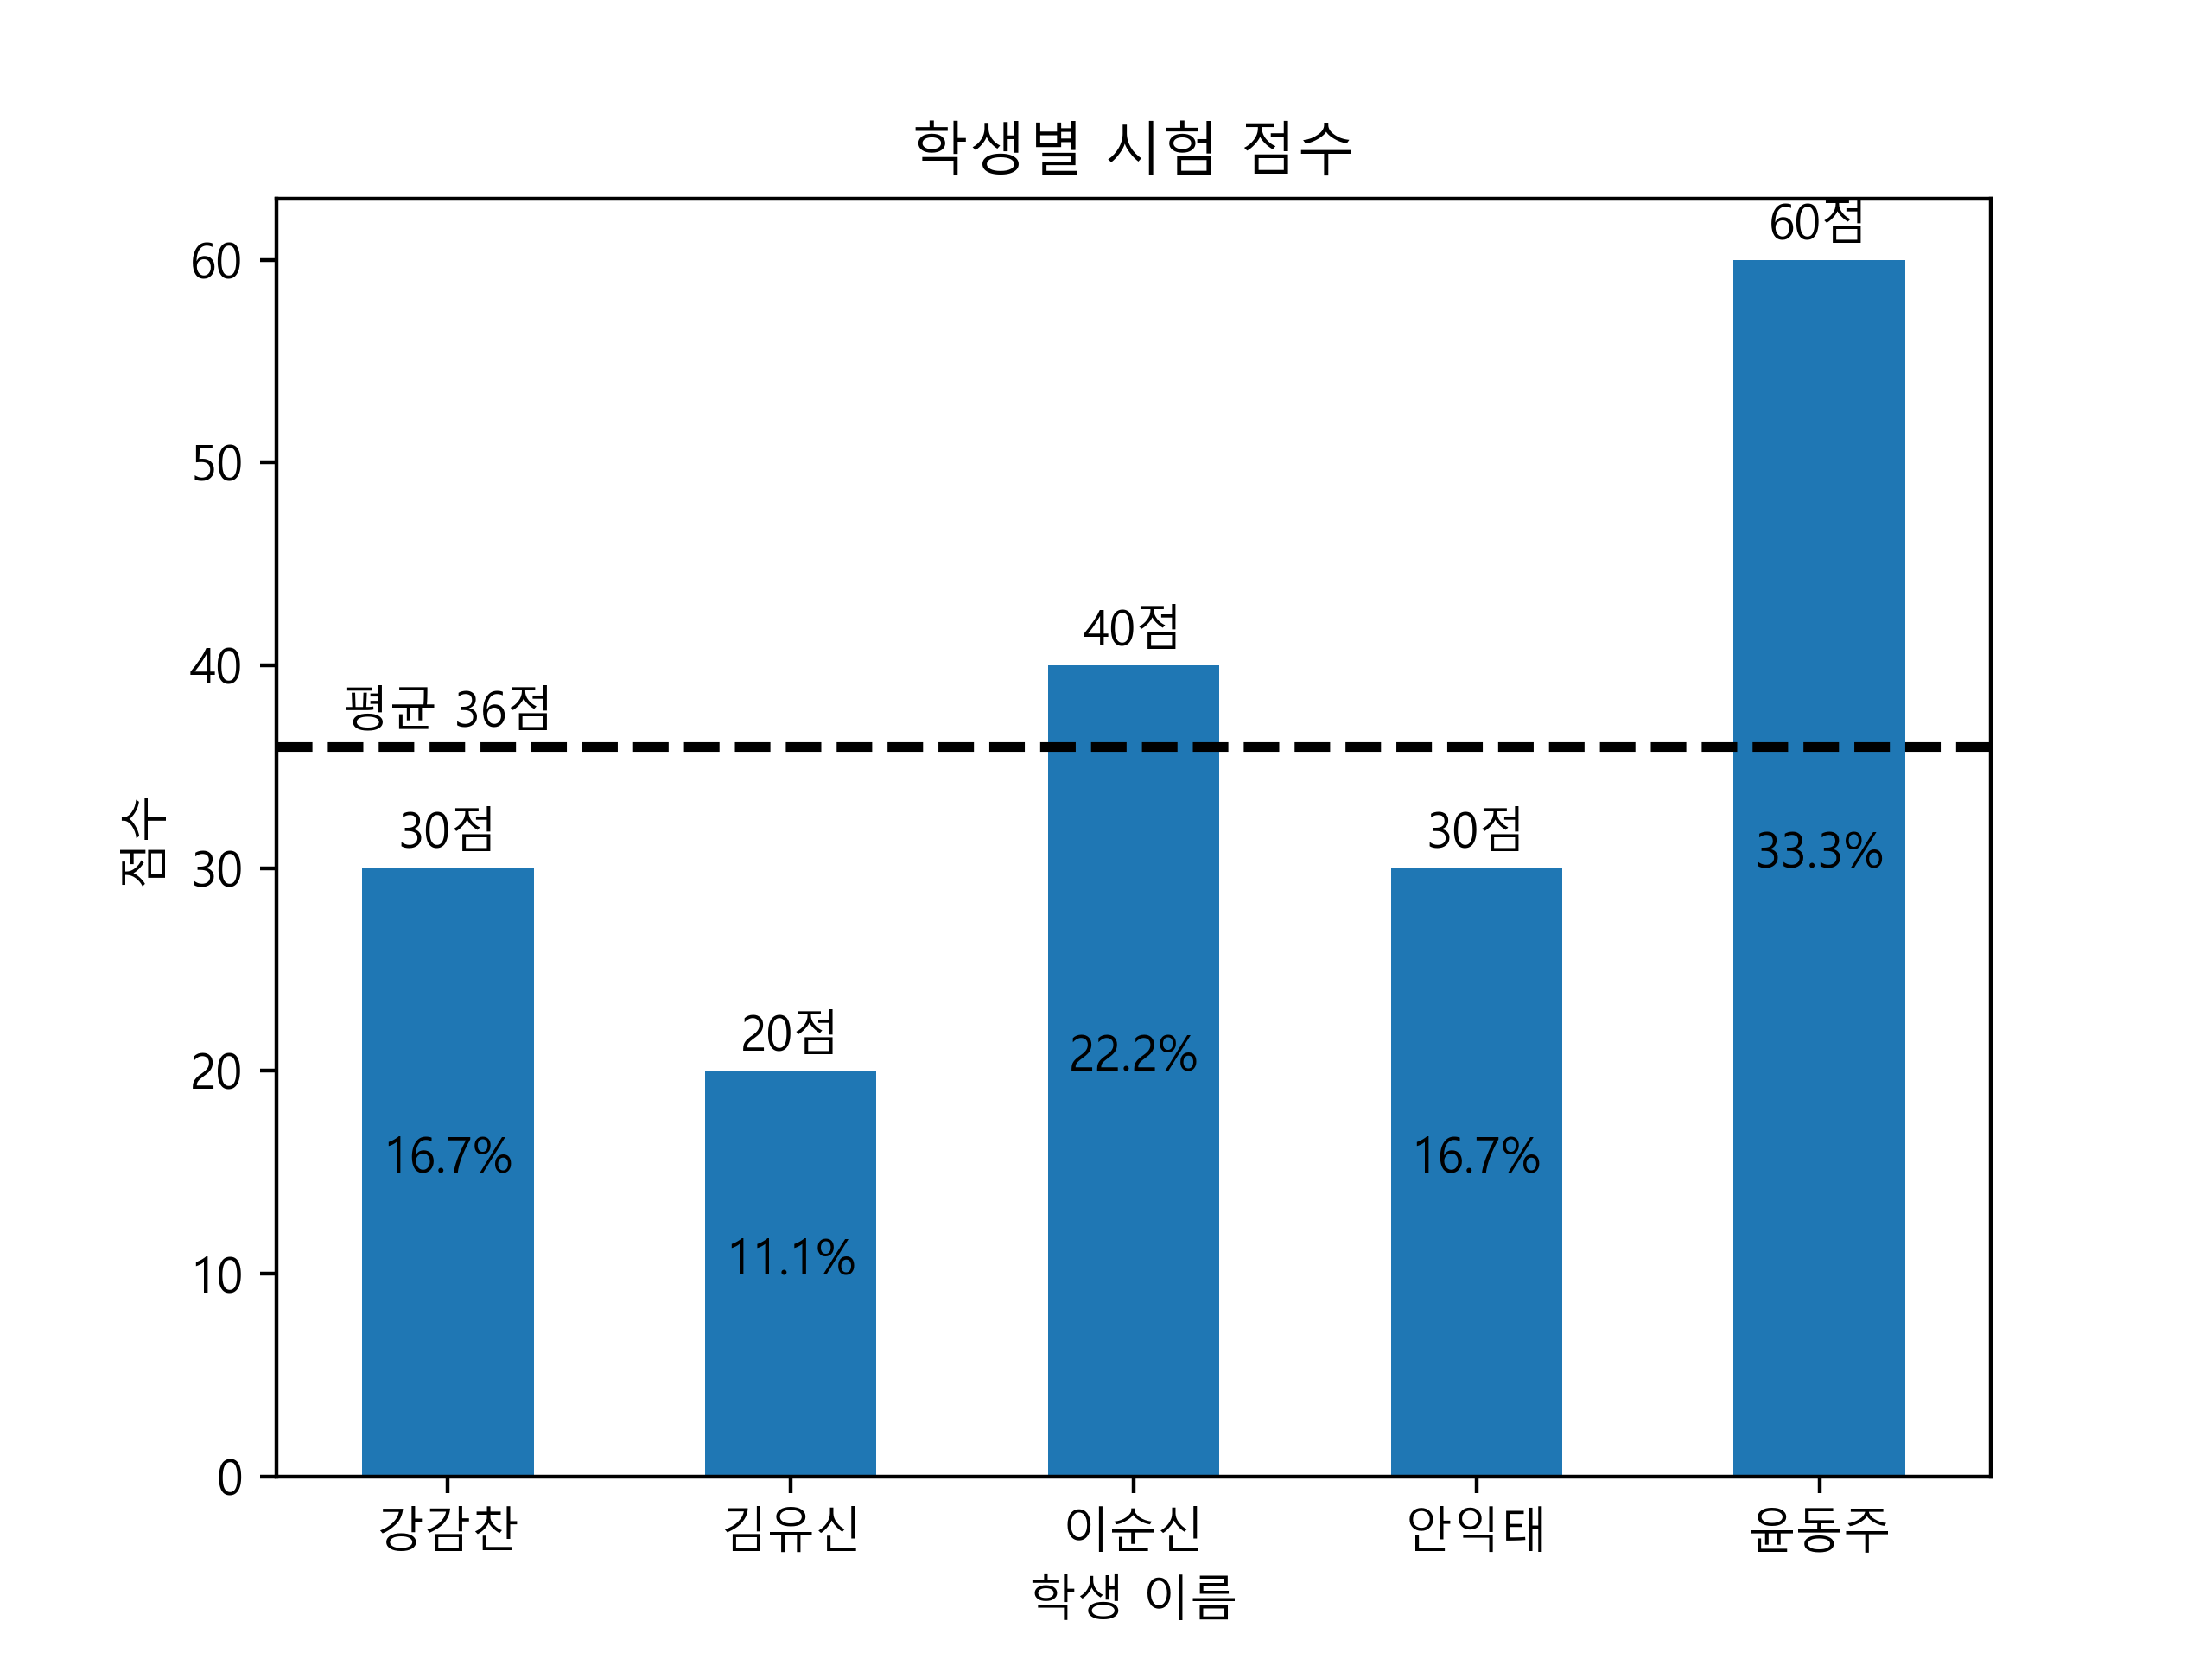 학생별 시험 점수
60점
60
50
40점
40
평균 36점
점수
30점
30점
33.3%
30
20점
22.2%
20
16.7%
16.7%
11.1%
10
0
강감찬 김유신 이순신 안익태 윤동주
학생 이름